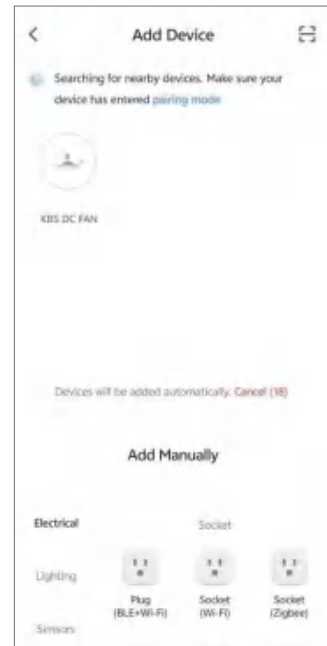 Add Device
Searching for nearby devices. Make sure your
device has entered pairing mode
KBS DC FAN
Devices will be added automatically. Cancel (18)
Add Manually
Electrical
Socket
Lighting
Plug
(BLE+Wi-Fi)
Socket
(Wi-Fi)
Socket
(Zigbee)
Sensors